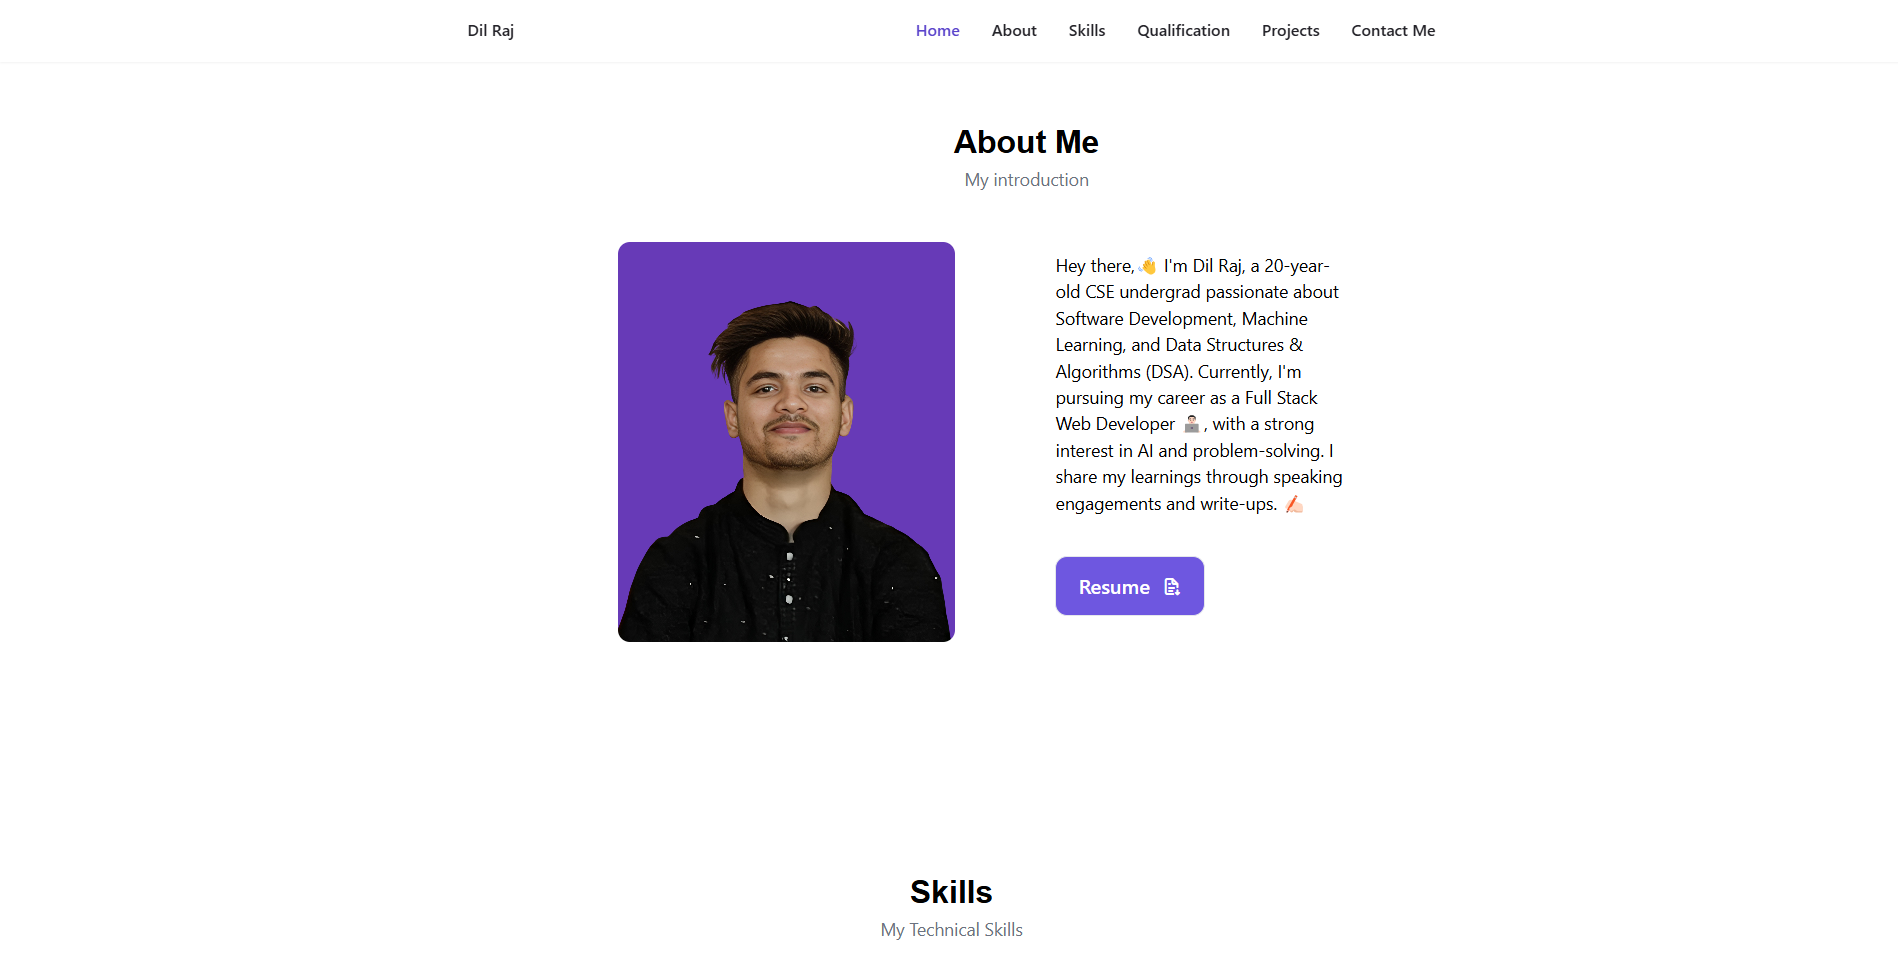 Dil Raj
Home About Skills Qualification Projects Contact Me
About Me
My introduction
Hey there,👋 I'm Dil Raj, a 20-year-
old CSE undergrad passionate about
Software Development, Machine
Learning, and Data Structures &
Algorithms (DSA). Currently, I'm
pursuing my career as a Full Stack
Web Developer 👨🏻‍💻, with a strong
interest in AI and problem-solving. I
share my learnings through speaking
engagements and write-ups. ✍🏻
Resume
Skills
My Technical Skills